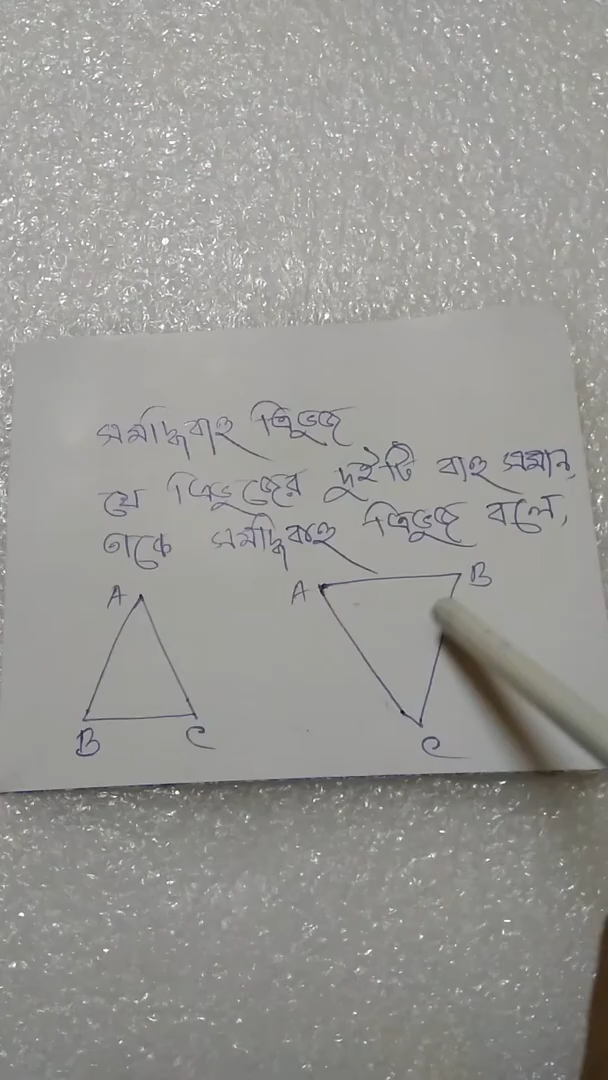 সমদ্বিবাহু ত্রিভুজ
যে ত্রিভুজের দুইটি বাহু সমান,
তাকে সমদ্বিবাহু ত্রিভুজ বলে,
A
B C
A B
C